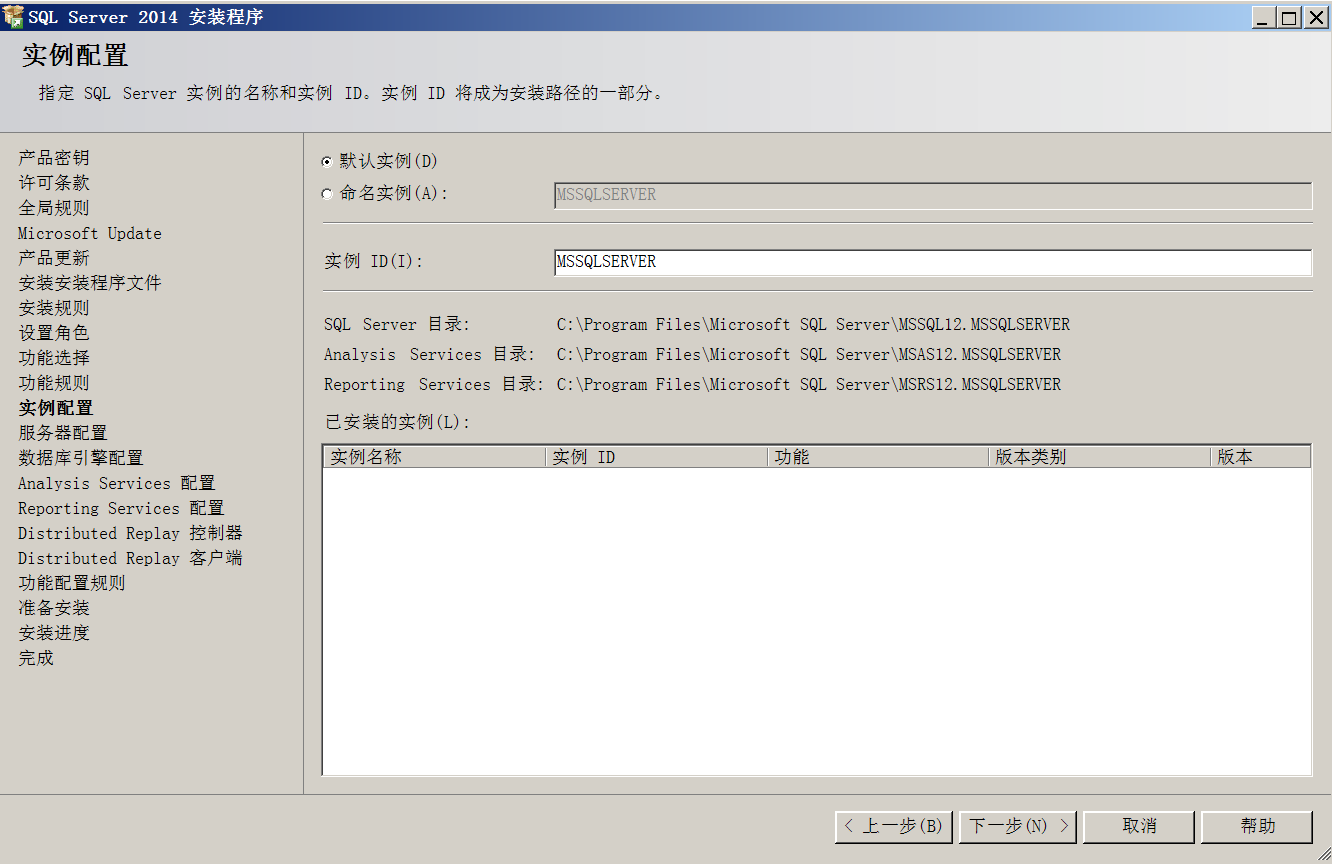 SQL Server 2014 安装程序
实例配置
指定 SQL Server 实例的名称和实例 ID。实例 ID 将成为安装路径的一部分。
产品密钥
许可条款
全局规则
Microsoft Update
产品更新
安装安装程序文件
安装规则
设置角色
功能选择
功能规则
实例配置
服务器配置
数据库引擎配置
Analysis Services 配置
Reporting Services 配置
Distributed Replay 控制器
Distributed Replay 客户端
功能配置规则
准备安装
安装进度
完成
默认实例(D)
命名实例(A): MSSQLSERVER
实例 ID(I): MSSQLSERVER
SQL Server 目录: C:\Program Files\Microsoft SQL Server\MSSQL12.MSSQLSERVER
Analysis Services 目录: C:\Program Files\Microsoft SQL Server\MSAS12.MSSQLSERVER
Reporting Services 目录: C:\Program Files\Microsoft SQL Server\MSRS12.MSSQLSERVER
已安装的实例(L):
实例名称 实例 ID 功能 版本类别 版本
< 上一步(B) 下一步(N) > 取消 帮助